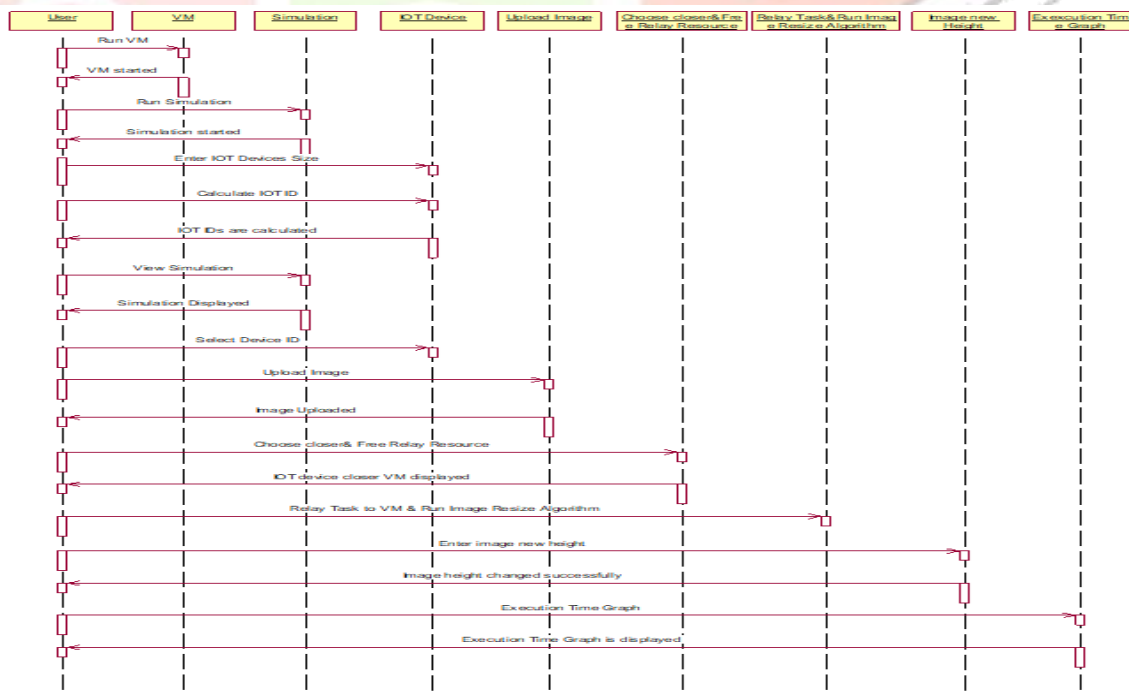 User
VM
Simulation
IOT Device
Upload Image
Choose closer&Fre
e Relay Resource
Relay Task&Run Imag
e Resize Algorithm
Image new
Height
Exsecution Tim
e Graph
Run VM
VM started
Run Simulation
Simulation started
Enter IOT Devices Size
Calculate IOT ID
IOT IDs are calculated
View Simulation
Simulation Displayed
Select Device ID
Upload Image
Image Uploaded
Choose closer& Free Relay Resource
IOT device closer VM displayed
Relay Task to VM & Run Image Resize Algorithm
Enter image new height
Image height changed successfully
Execution Time Graph
Execution Time Graph is displayed